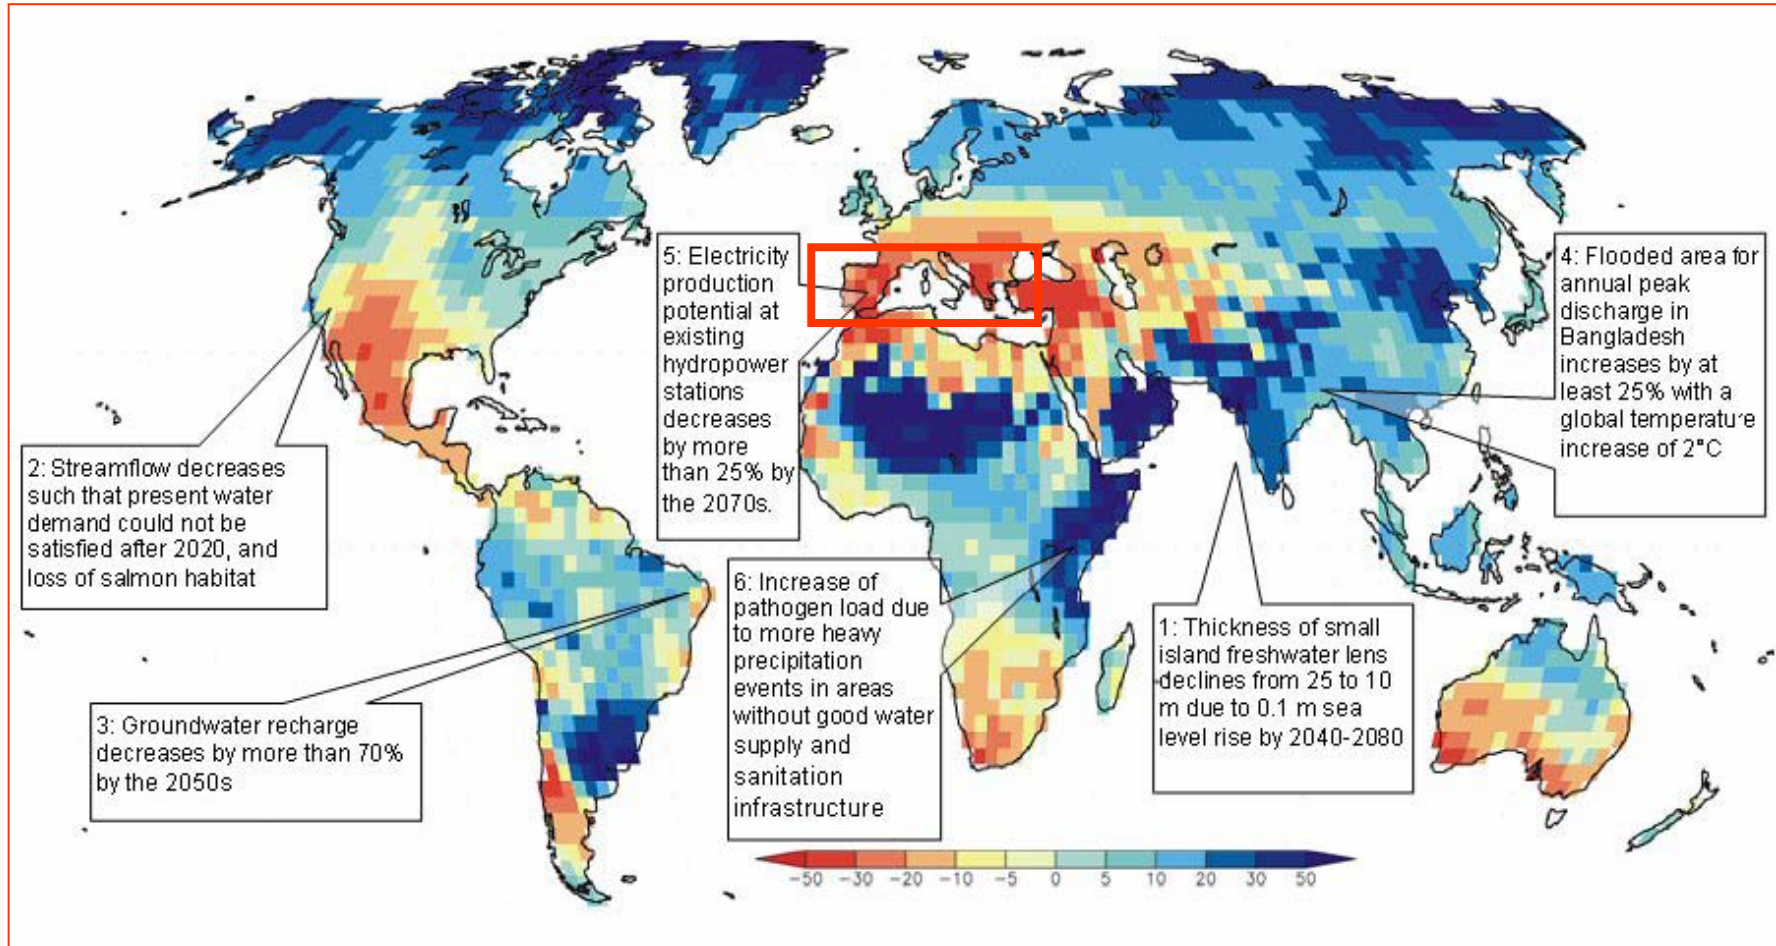 5: Electricity
production
potential at
existing
hydropower
stations
decreases
by more
than 25% by
the 2070s.
4: Flooded area for
annual peak
discharge in
Bangladesh
increases by at
least 25% with a
global temperature
increase of 2°C
2: Streamflow decreases
such that present water
demand could not be
satisfied after 2020, and
loss of salmon habitat
6: Increase of
pathogen load due
to more heavy
precipitation
events in areas
without good water
supply and
sanitation
infrastructure
1: Thickness of small
island freshwater lens
declines from 25 to 10
m due to 0.1 m sea
level rise by 2040-2080
3: Groundwater recharge
decreases by more than 70%
by the 2050s
-50 -30 -20 -10 -5 0 5 10 20 30 50